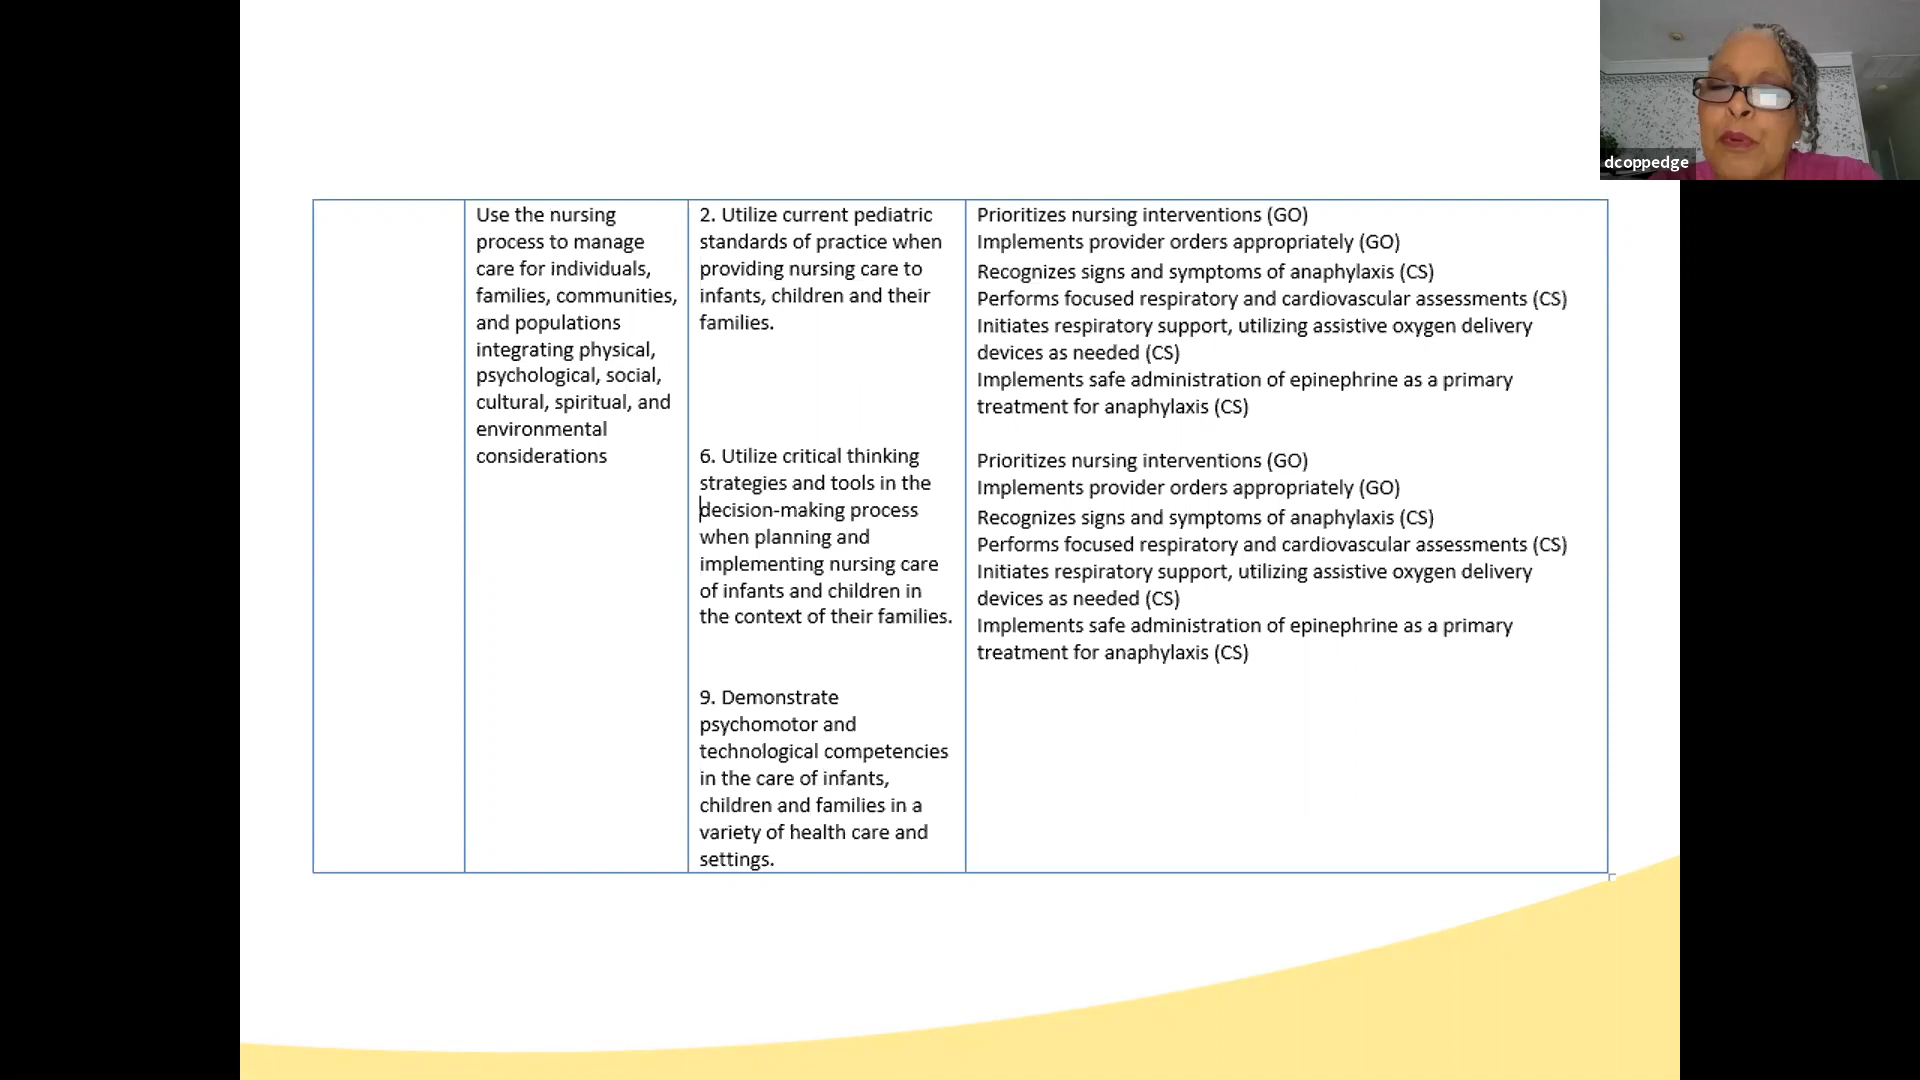 dcoppedge
Use the nursing
process to manage
care for individuals,
families, communities,
and populations
integrating physical,
psychological, social,
cultural, spiritual, and
environmental
considerations
2. Utilize current pediatric
standards of practice when
providing nursing care to
infants, children and their
families.
6. Utilize critical thinking
strategies and tools in the
decision-making process
when planning and
implementing nursing care
of infants and children in
the context of their families.
9. Demonstrate
psychomotor and
technological competencies
in the care of infants,
children and families in a
variety of health care and
settings.
Prioritizes nursing interventions (GO)
Implements provider orders appropriately (GO)
Recognizes signs and symptoms of anaphylaxis (CS)
Performs focused respiratory and cardiovascular assessments (CS)
Initiates respiratory support, utilizing assistive oxygen delivery
devices as needed (CS)
Implements safe administration of epinephrine as a primary
treatment for anaphylaxis (CS)
Prioritizes nursing interventions (GO)
Implements provider orders appropriately (GO)
Recognizes signs and symptoms of anaphylaxis (CS)
Performs focused respiratory and cardiovascular assessments (CS)
Initiates respiratory support, utilizing assistive oxygen delivery
devices as needed (CS)
Implements safe administration of epinephrine as a primary
treatment for anaphylaxis (CS)